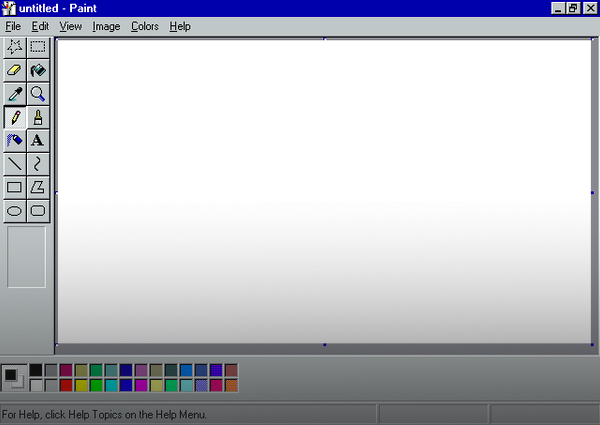 untitled - Paint
File Edit View Image Colors Help
A
For Help, click Help Topics on the Help Menu.